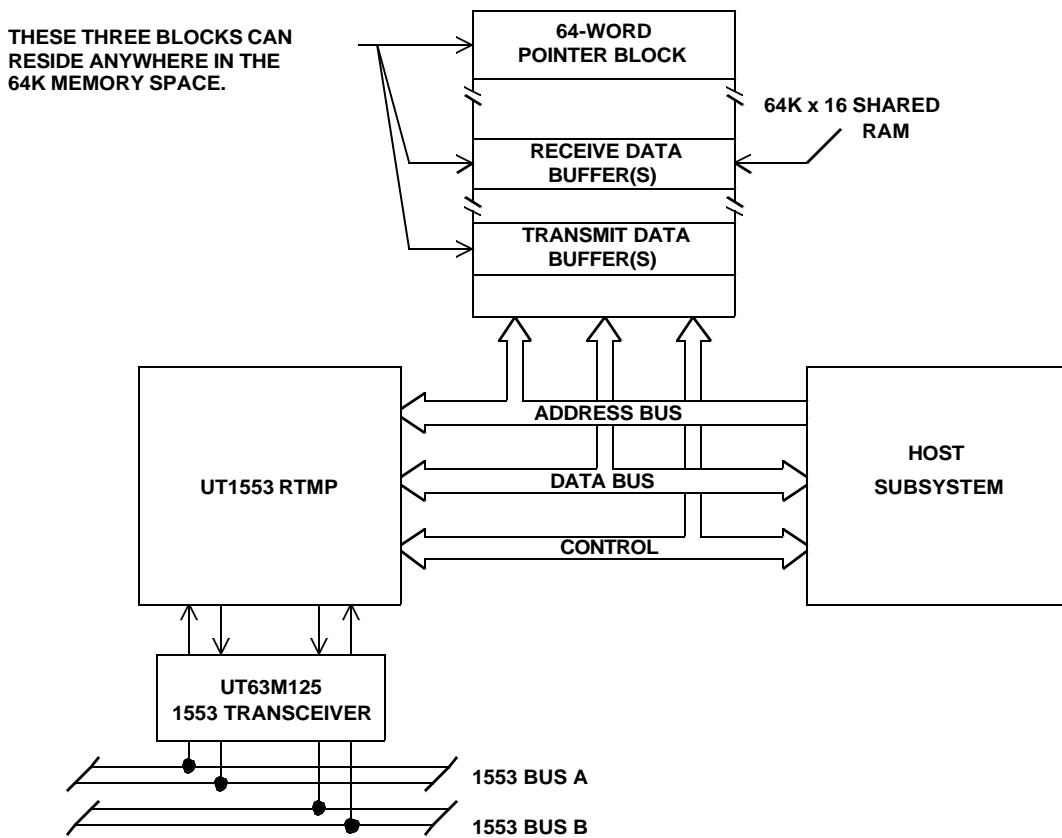 THESE THREE BLOCKS CAN
RESIDE ANYWHERE IN THE
64K MEMORY SPACE.
64-WORD
POINTER BLOCK
64K x 16 SHARED
RAM
RECEIVE DATA
BUFFER(S)
TRANSMIT DATA
BUFFER(S)
ADDRESS BUS
UT1553 RTMP
DATA BUS
HOST
SUBSYSTEM
CONTROL
UT63M125
1553 TRANSCEIVER
1553 BUS A
1553 BUS B